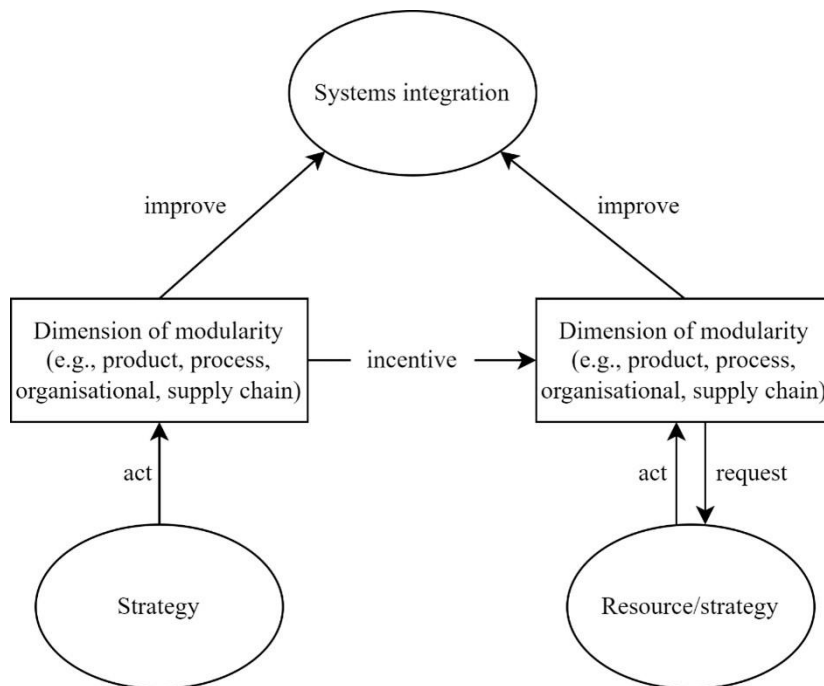 Systems integration
improve
improve
Dimension of modularity
(e.g., product, process,
organisational, supply chain)
incentive
Dimension of modularity
(e.g., product, process,
organisational, supply chain)
act
act
request
Strategy
Resource/strategy